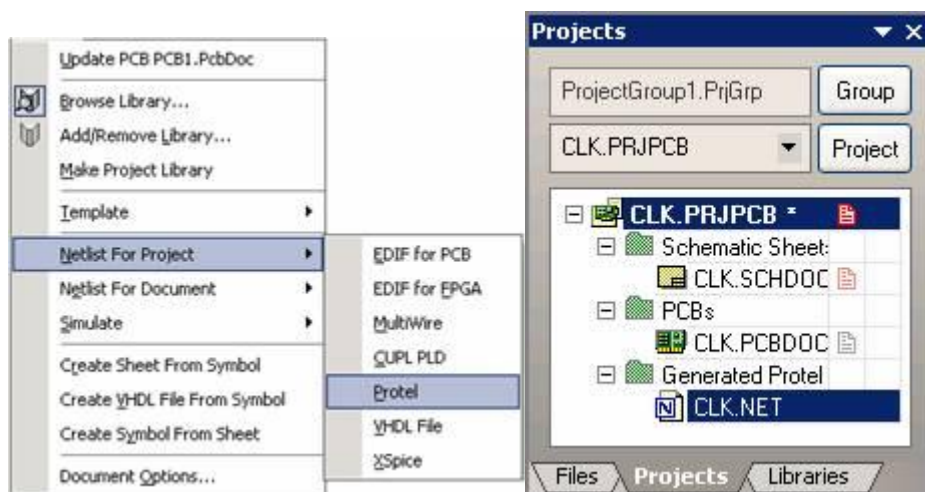 Update PCB PCB1.PcbDoc
Browse Library...
Add/Remove Library...
Make Project Library
Template
Netlist For Project
Netlist For Document
Simulate
Create Sheet From Symbol
Create VHDL File From Symbol
Create Symbol From Sheet
Document Options...
EDIF for PCB
EDIF for FPGA
MultiWire
CUPL PLD
Protel
VHDL File
XSpice
Projects
ProjectGroup1.PrjGrp
Group
CLK.PRJPCB
Project
CLK.PRJPCB *
Schematic Sheet
CLK.SCHDOC
PCBs
CLK.PCBDOC
Generated Protel
CLK.NET
Files Projects Libraries